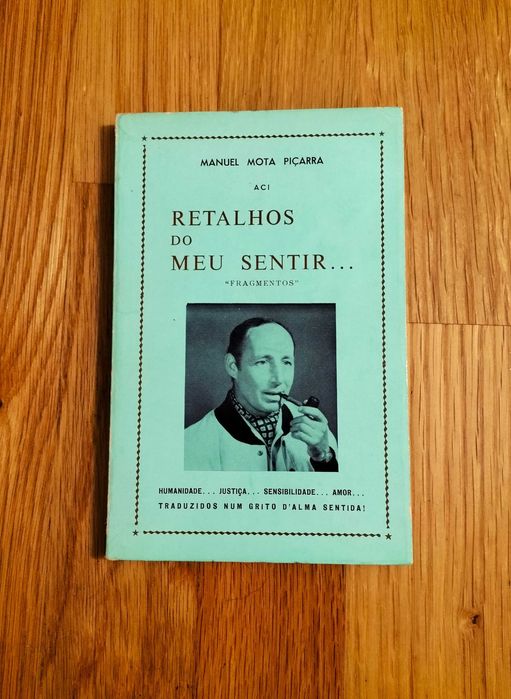 MANUEL MOTA PIÇARRA
ACI
RETALHOS
DO
MEU SENTIR...
"FRAGMENTOS"
HUMANIDADE... JUSTIÇA... SENSIBILIDADE... AMOR...
TRADUZIDOS NUM GRITO D'ALMA SENTIDA!